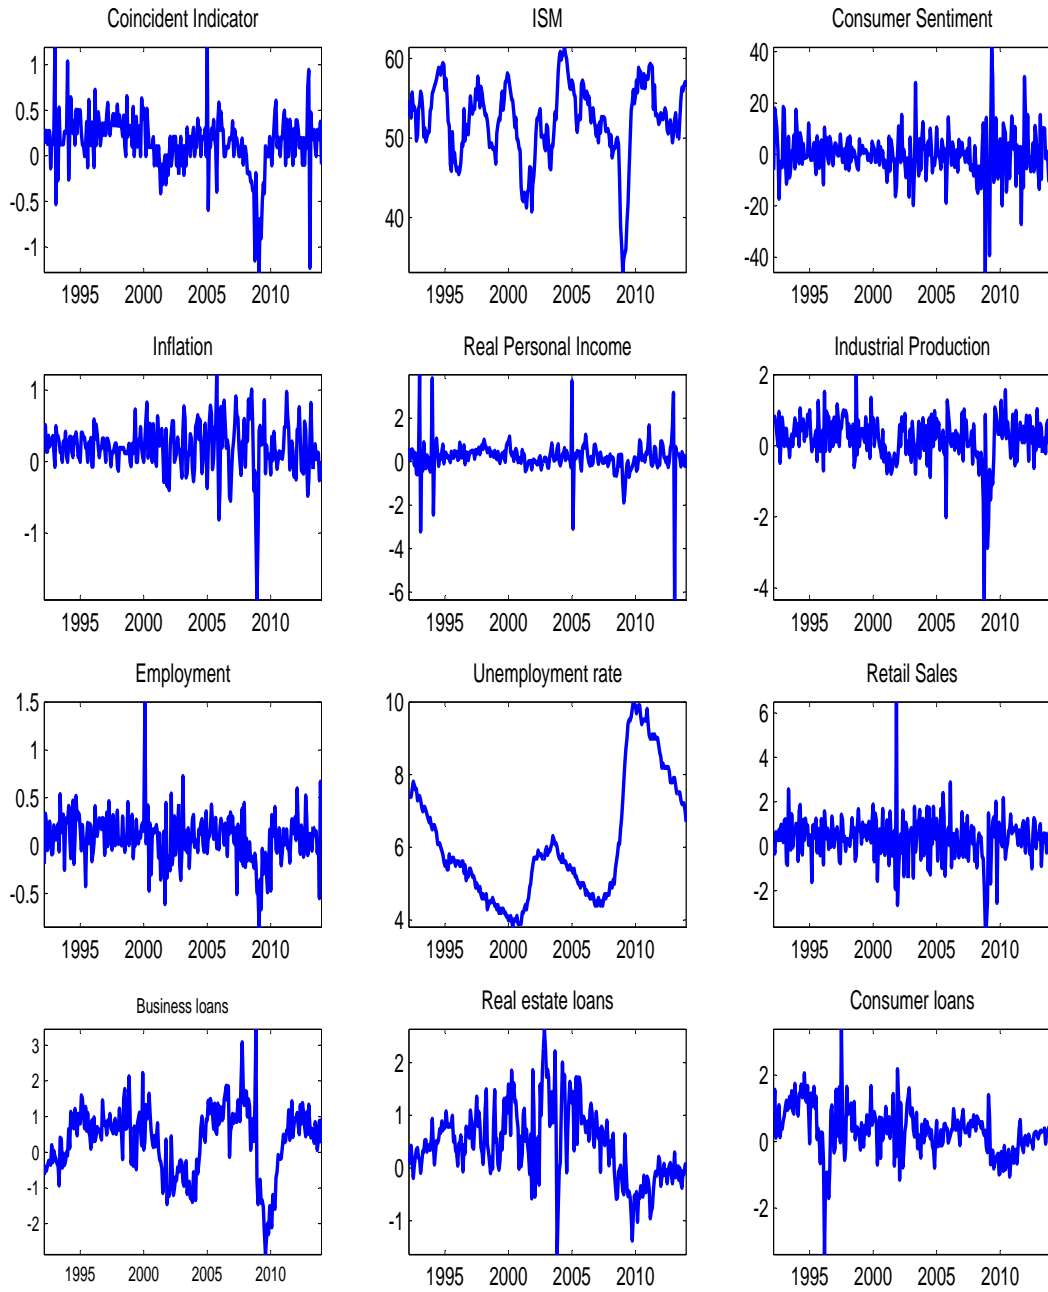 Coincident Indicator ISM Consumer Sentiment
1 60 40
0.5 20
0 50 0
-0.5 -20
-1 40 -40
1995 2000 2005 2010 1995 2000 2005 2010 1995 2000 2005 2010
Inflation Real Personal Income Industrial Production
1 2 2
0 0 0
-1 -2 -2
-4 -4
-6
1995 2000 2005 2010 1995 2000 2005 2010 1995 2000 2005 2010
Employment Unemployment rate Retail Sales
1.5 10 6
1 8 4
0.5 6 2
0 4 0
-0.5 -2
1995 2000 2005 2010 1995 2000 2005 2010 1995 2000 2005 2010
Business loans Real estate loans Consumer loans
3 2 2
2 1 0
1 0 -2
0 -1
-1
-2
1995 2000 2005 2010 1995 2000 2005 2010 1995 2000 2005 2010